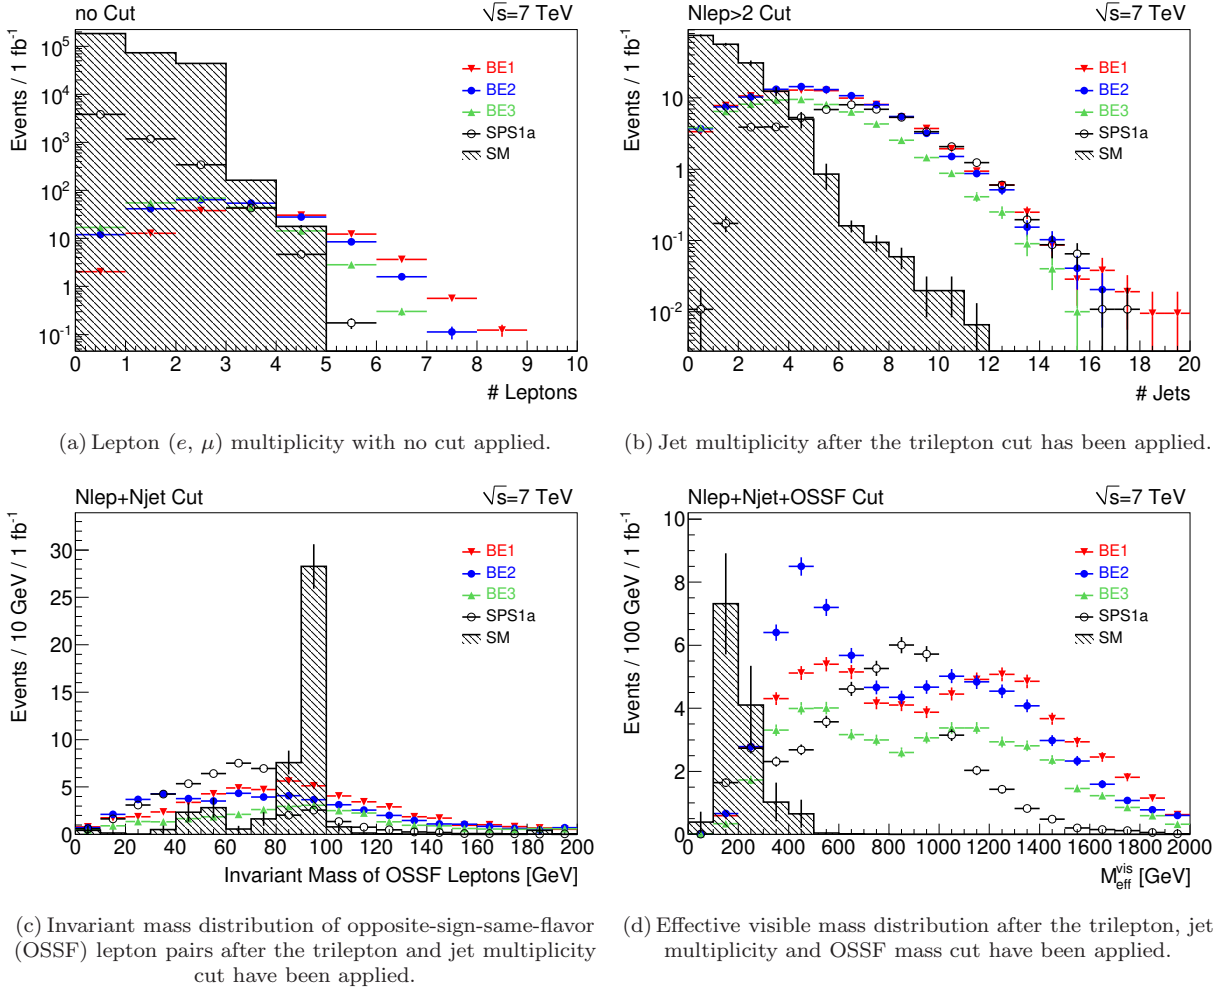 no Cut
√s=7 TeV
Events / 1 fb⁻¹
10⁵
10⁴
10³
10²
10
1
10⁻¹
BE1
BE2
BE3
SPS1a
SM
0 1 2 3 4 5 6 7 8 9 10
# Leptons
(a) Lepton (e, μ) multiplicity with no cut applied.
Nlep>2 Cut
√s=7 TeV
Events / 1 fb⁻¹
10
1
10⁻¹
10⁻²
BE1
BE2
BE3
SPS1a
SM
0 2 4 6 8 10 12 14 16 18 20
# Jets
(b) Jet multiplicity after the trilepton cut has been applied.
Nlep+Njet Cut
√s=7 TeV
Events / 10 GeV / 1 fb⁻¹
30
25
20
15
10
5
0
BE1
BE2
BE3
SPS1a
SM
0 20 40 60 80 100 120 140 160 180 200
Invariant Mass of OSSF Leptons [GeV]
(c) Invariant mass distribution of opposite-sign-same-flavor
(OSSF) lepton pairs after the trilepton and jet multiplicity
cut have been applied.
Nlep+Njet+OSSF Cut
√s=7 TeV
Events / 100 GeV / 1 fb⁻¹
10
8
6
4
2
0
BE1
BE2
BE3
SPS1a
SM
0 200 400 600 800 1000 1200 1400 1600 1800 2000
M_eff^vis [GeV]
(d) Effective visible mass distribution after the trilepton, jet
multiplicity and OSSF mass cut have been applied.